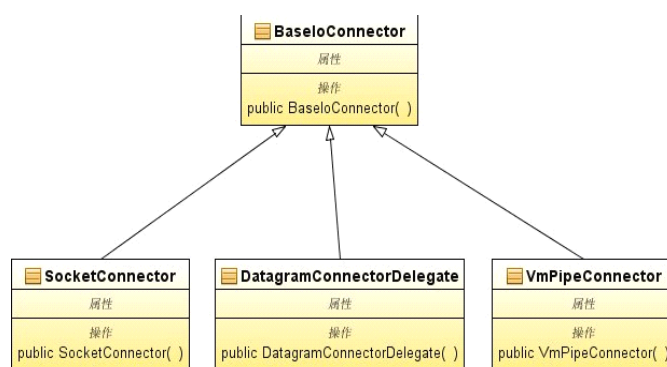 BaseIoConnector
属性
操作
public BaseIoConnector( )
SocketConnector
属性
操作
public SocketConnector( )
DatagramConnectorDelegate
属性
操作
public DatagramConnectorDelegate( )
VmPipeConnector
属性
操作
public VmPipeConnector( )